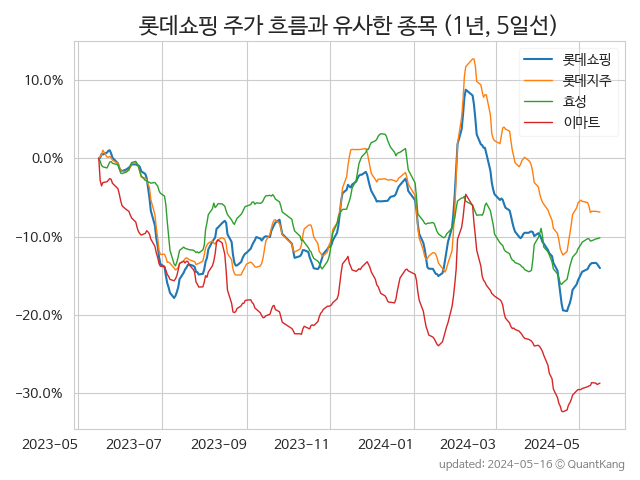 롯데쇼핑 주가 흐름과 유사한 종목 (1년, 5일선)
롯데쇼핑
롯데지주
효성
이마트
10.0%
0.0%
−10.0%
−20.0%
−30.0%
2023-05
2023-07
2023-09
2023-11
2024-01
2024-03
2024-05
updated: 2024-05-16 © QuantKang